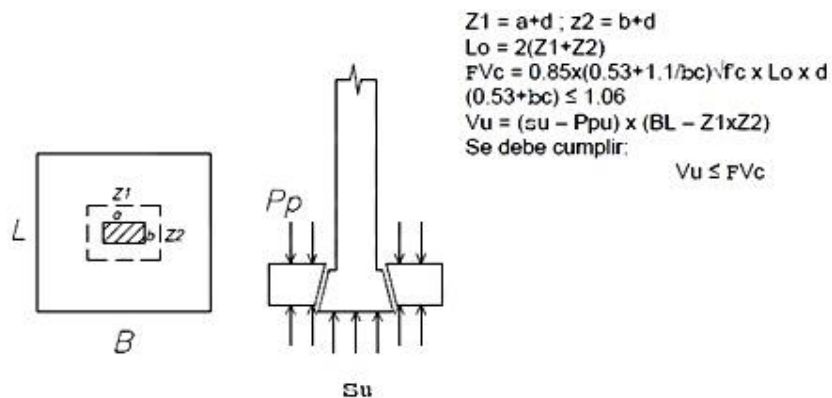 Z1 = a+d ; z2 = b+d
Lo = 2(Z1+Z2)
FVc = 0.85x(0.53+1.1/bc)√f'c x Lo x d
(0.53+bc) ≤ 1.06
Vu = (su – Ppu) x (BL – Z1xZ2)
Se debe cumplir:
Vu ≤ FVc
Z1
a
b
Z2
L
B
Pp
Su